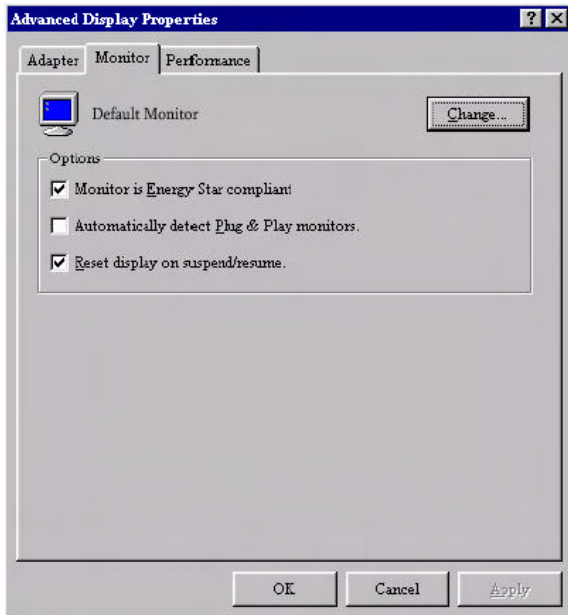 Advanced Display Properties
Adapter Monitor Performance
Default Monitor Change...
Options
Monitor is Energy Star compliant
Automatically detect Plug & Play monitors.
Reset display on suspend/resume.
OK Cancel Apply